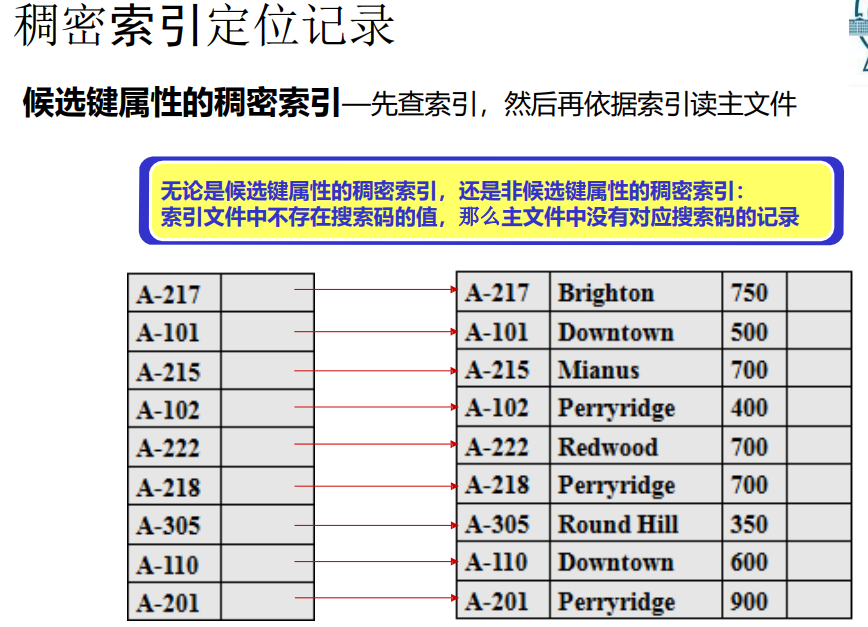 稠密索引定位记录
候选键属性的稠密索引—先查索引，然后再依据索引读主文件
无论是候选键属性的稠密索引，还是非候选键属性的稠密索引：
索引文件中不存在搜索码的值，那么主文件中没有对应搜索码的记录
A-217 A-217 Brighton 750
A-101 A-101 Downtown 500
A-215 A-215 Mianus 700
A-102 A-102 Perryridge 400
A-222 A-222 Redwood 700
A-218 A-218 Perryridge 700
A-305 A-305 Round Hill 350
A-110 A-110 Downtown 600
A-201 A-201 Perryridge 900